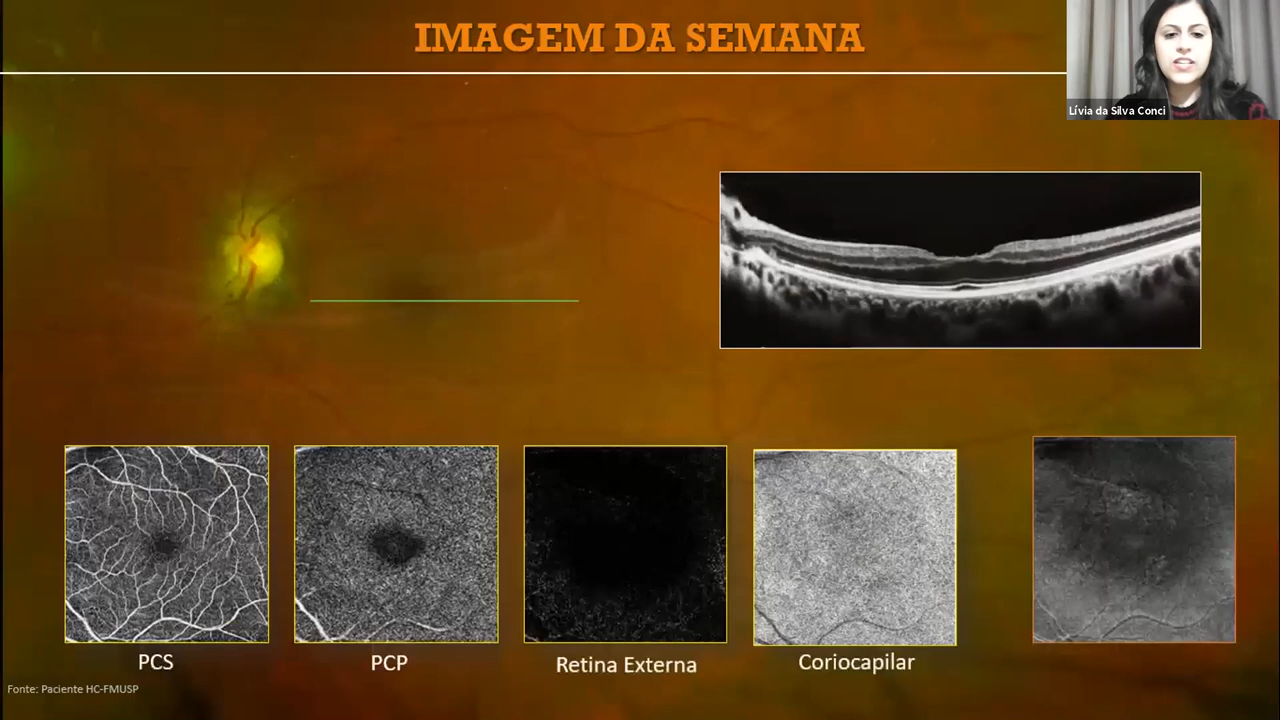 IMAGEM DA SEMANA
Lívia da Silva Conci
PCS
PCP
Retina Externa
Coriocapilar
Fonte: Paciente HC-FMUSP